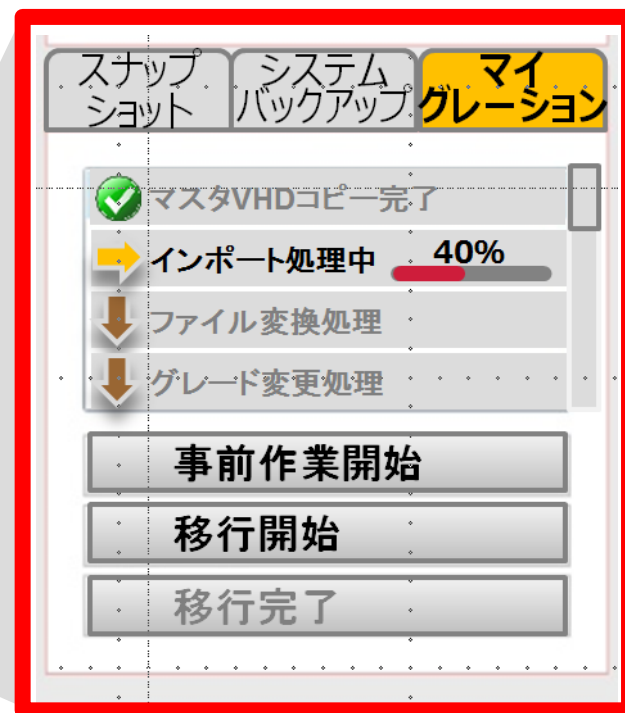 スナップ
ショット
システム
バックアップ
マイ
グレーション
マスタVHDコピー完了
インポート処理中 40%
ファイル変換処理
グレード変更処理
事前作業開始
移行開始
移行完了